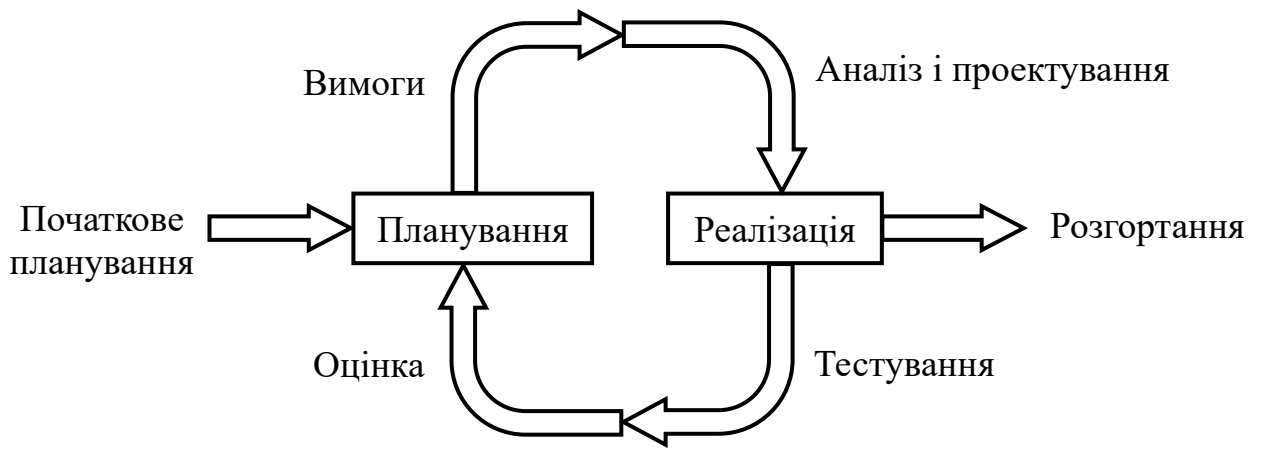 Вимоги
Аналіз і проектування
Початкове
планування
Планування
Реалізація
Розгортання
Оцінка
Тестування